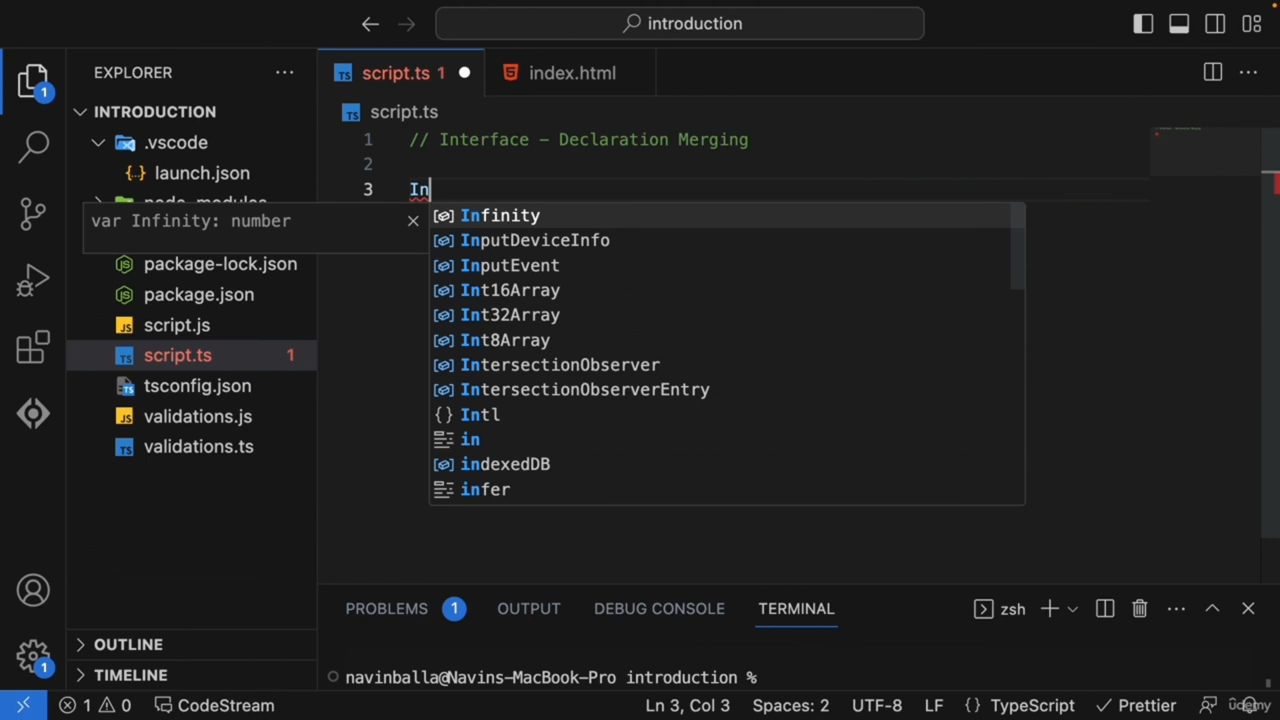 introduction
EXPLORER
script.ts 1
index.html
INTRODUCTION
script.ts
.vscode
1 // Interface - Declaration Merging
2
launch.json
3 In
node_modules
var Infinity: number
Infinity
InputDeviceInfo
InputEvent
Int16Array
Int32Array
Int8Array
IntersectionObserver
IntersectionObserverEntry
Intl
in
indexedDB
infer
package-lock.json
package.json
script.js
script.ts 1
tsconfig.json
validations.js
validations.ts
1
PROBLEMS 1 OUTPUT DEBUG CONSOLE TERMINAL zsh
OUTLINE
TIMELINE
navinballa@Navins-MacBook-Pro introduction %
1
1 0 CodeStream Ln 3, Col 3 Spaces: 2 UTF-8 LF {} TypeScript Prettier
udemy